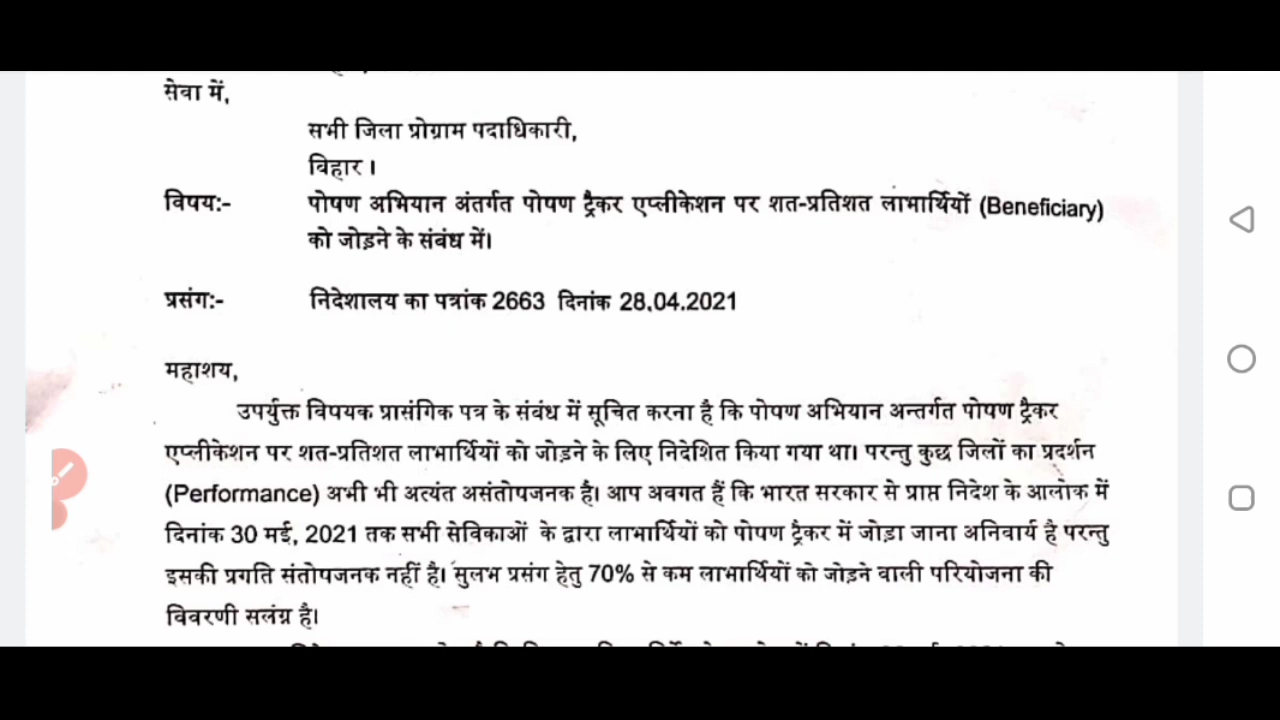 सेवा में,
सभी जिला प्रोग्राम पदाधिकारी,
बिहार ।
विषय:- पोषण अभियान अंतर्गत पोषण ट्रैकर एप्लीकेशन पर शत-प्रतिशत लाभार्थियों (Beneficiary)
को जोड़ने के संबंध में।
प्रसंग:- निदेशालय का पत्रांक 2663 दिनांक 28.04.2021
महाशय,
उपर्युक्त विषयक प्रासंगिक पत्र के संबंध में सूचित करना है कि पोषण अभियान अन्तर्गत पोषण ट्रैकर
एप्लीकेशन पर शत-प्रतिशत लाभार्थियों को जोड़ने के लिए निदेशित किया गया था। परन्तु कुछ जिलों का प्रदर्शन
(Performance) अभी भी अत्यंत असंतोषजनक है। आप अवगत हैं कि भारत सरकार से प्राप्त निदेश के आलोक में
दिनांक 30 मई, 2021 तक सभी सेविकाओं के द्वारा लाभार्थियों को पोषण ट्रैकर में जोड़ा जाना अनिवार्य है परन्तु
इसकी प्रगति संतोषजनक नहीं है। सुलभ प्रसंग हेतु 70% से कम लाभार्थियों को जोड़ने वाली परियोजना की
विवरणी सलंग्न है।